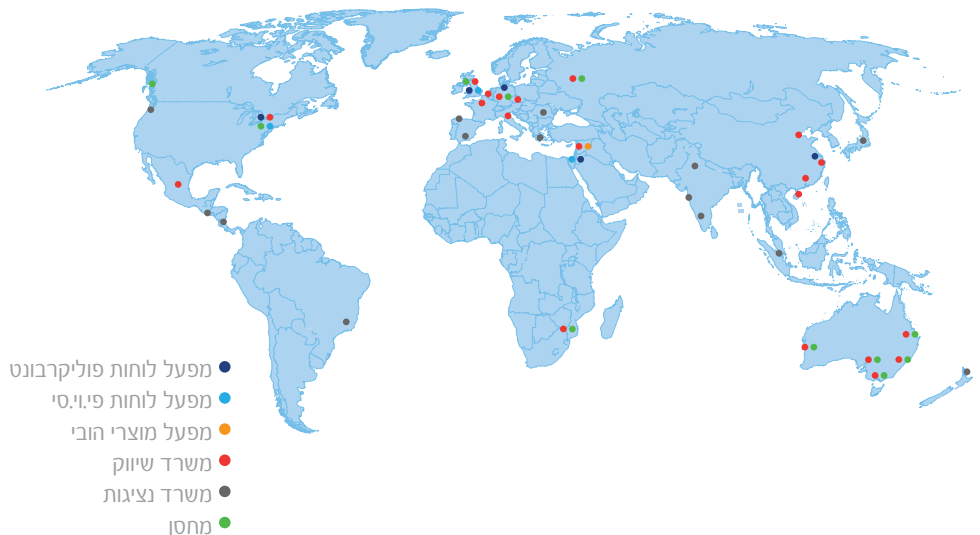 מפעל לוחות פוליקרבונט
מפעל לוחות פי.וי.סי
מפעל מוצרי הובי
משרד שיווק
משרד נציגות
מחסן